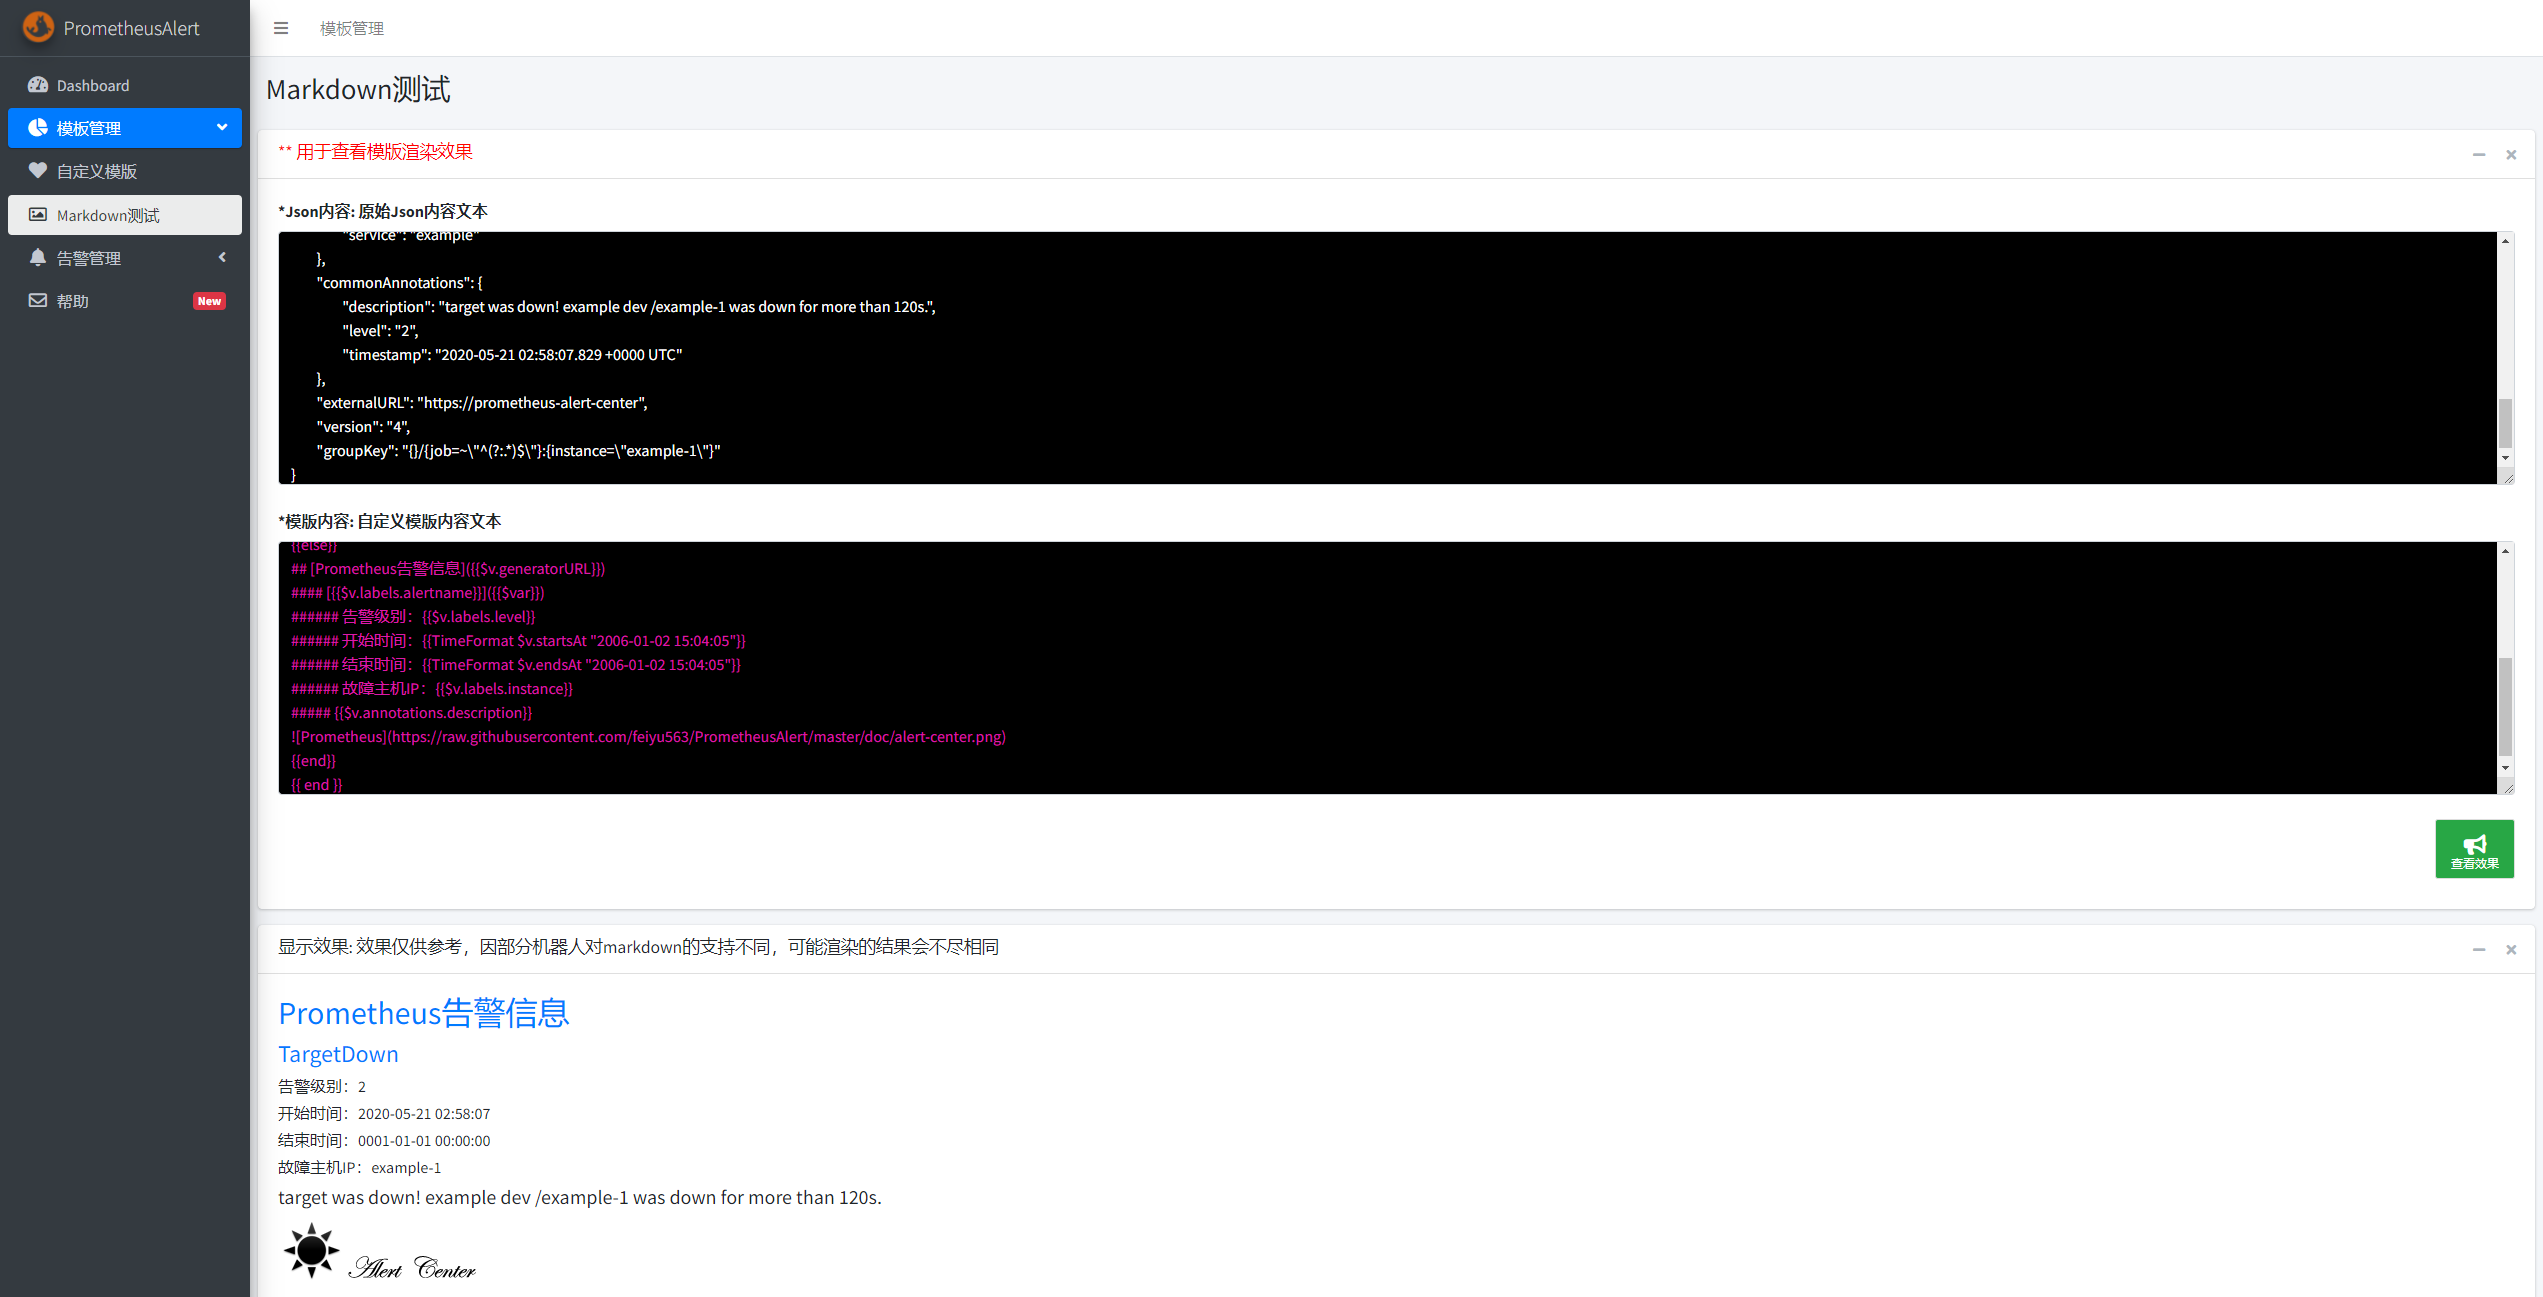 PrometheusAlert
模板管理
Dashboard
模板管理
自定义模版
Markdown测试
告警管理
帮助 New
Markdown测试
** 用于查看模版渲染效果
*Json内容: 原始Json内容文本
"service": "example"
},
"commonAnnotations": {
"description": "target was down! example dev /example-1 was down for more than 120s.",
"level": "2",
"timestamp": "2020-05-21 02:58:07.829 +0000 UTC"
},
"externalURL": "https://prometheus-alert-center",
"version": "4",
"groupKey": "{}/{job=~\"^(?:.*)$\"}:{instance=\"example-1\"}"
}
*模版内容: 自定义模版内容文本
{{else}}
## [Prometheus告警信息]({{$v.generatorURL}})
#### [{{$v.labels.alertname}}]({{$var}})
###### 告警级别：{{$v.labels.level}}
###### 开始时间：{{TimeFormat $v.startsAt "2006-01-02 15:04:05"}}
###### 结束时间：{{TimeFormat $v.endsAt "2006-01-02 15:04:05"}}
###### 故障主机IP：{{$v.labels.instance}}
##### {{$v.annotations.description}}
![Prometheus](https://raw.githubusercontent.com/feiyu563/PrometheusAlert/master/doc/alert-center.png)
{{end}}
{{ end }}
查看效果
显示效果: 效果仅供参考，因部分机器人对markdown的支持不同，可能渲染的结果会不尽相同
Prometheus告警信息
TargetDown
告警级别：2
开始时间：2020-05-21 02:58:07
结束时间：0001-01-01 00:00:00
故障主机IP：example-1
target was down! example dev /example-1 was down for more than 120s.
Alert Center